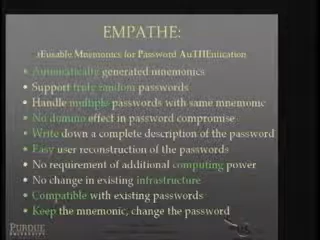 EMPATHE:
rEusable Mnemonics for Password AuTHEntication
Automatically generated mnemonics
Support truly random passwords
Handle multiple passwords with same mnemonic
No domino effect in password compromise
Write down a complete description of the password
Easy user reconstruction of the passwords
No requirement of additional computing power
No change in existing infrastructure
Compatible with existing passwords
Keep the mnemonic, change the password
PURDUE
UNIVERSITY